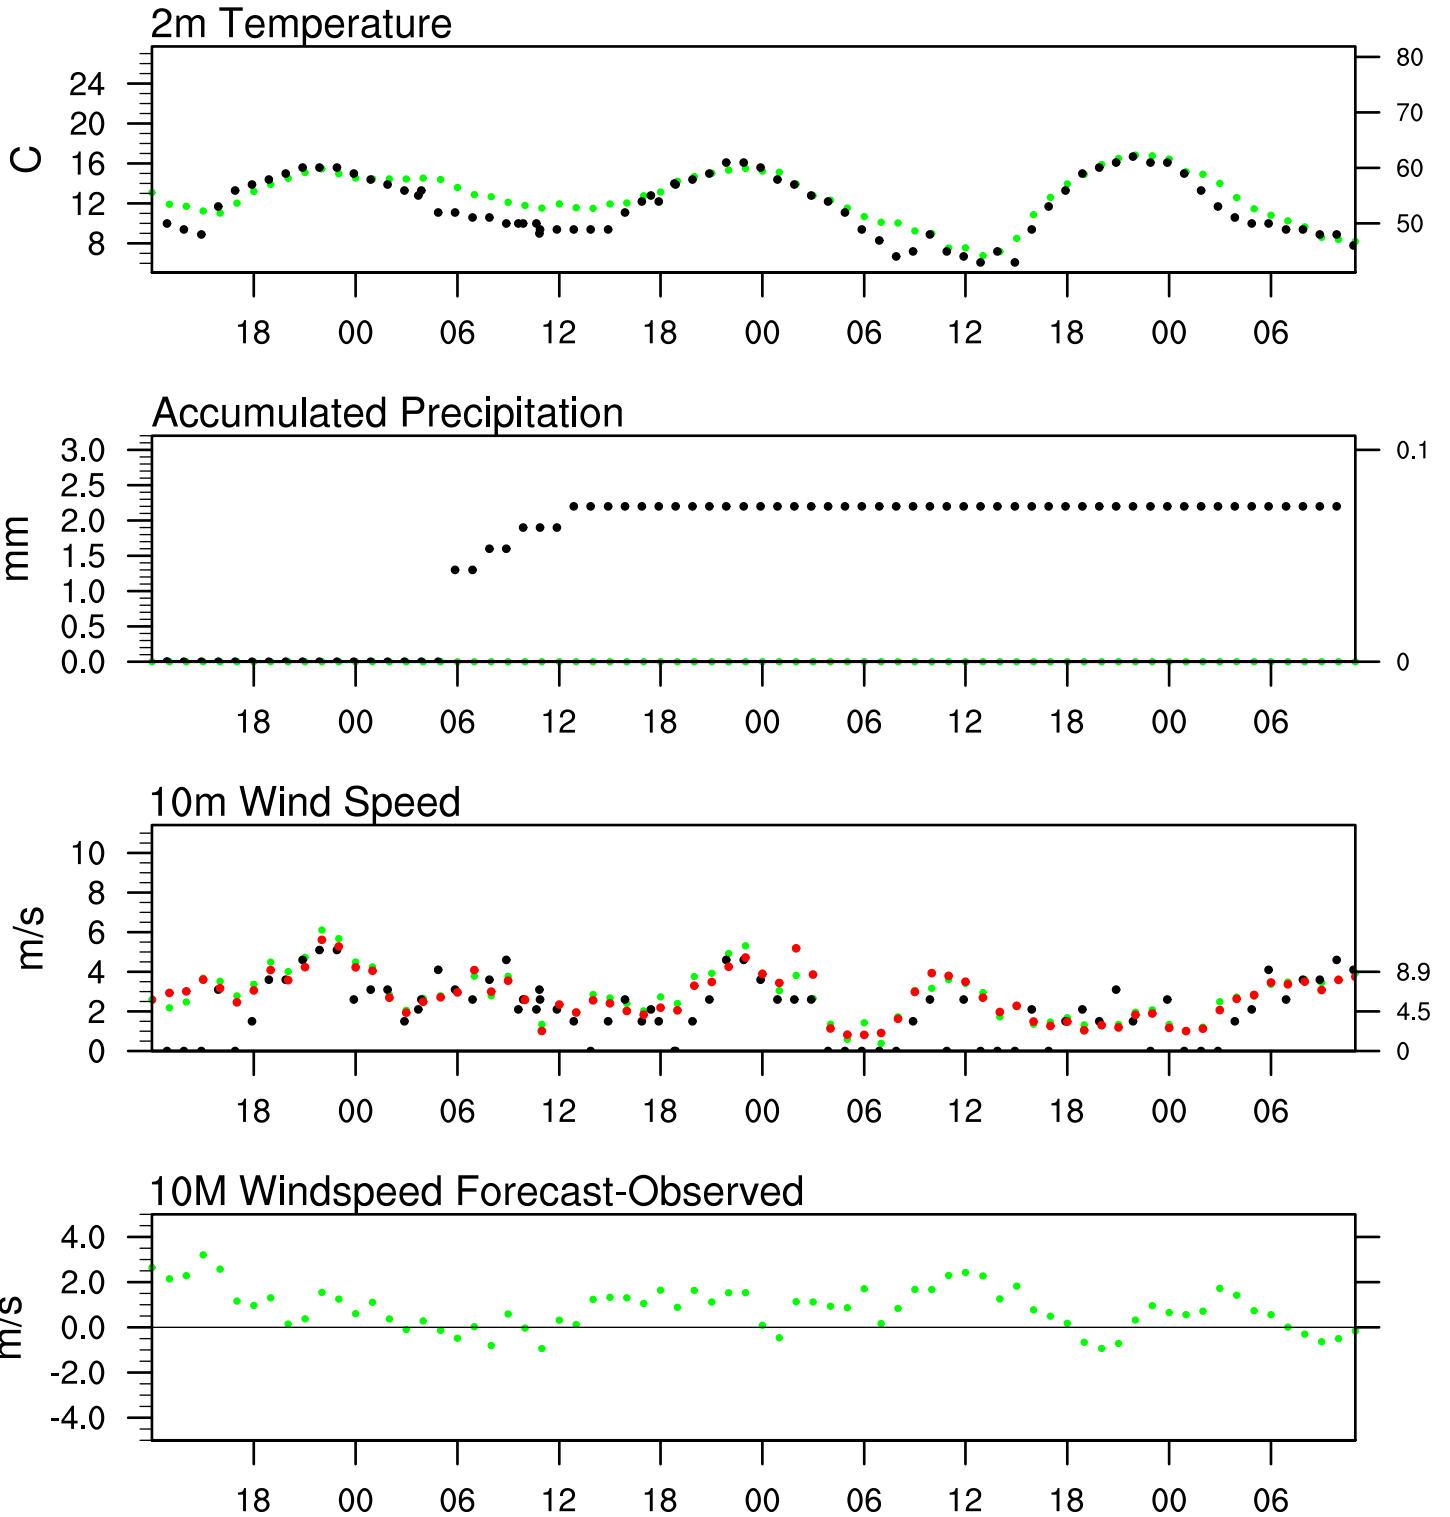 2m Temperature
24
20
16
12
8
C
80
70
60
50
18 00 06 12 18 00 06 12 18 00 06
Accumulated Precipitation
3.0
2.5
2.0
1.5
1.0
0.5
0.0
mm
0.1
0
18 00 06 12 18 00 06 12 18 00 06
10m Wind Speed
10
8
6
4
2
0
m/s
8.9
4.5
0
18 00 06 12 18 00 06 12 18 00 06
10M Windspeed Forecast-Observed
4.0
2.0
0.0
-2.0
-4.0
m/s
18 00 06 12 18 00 06 12 18 00 06